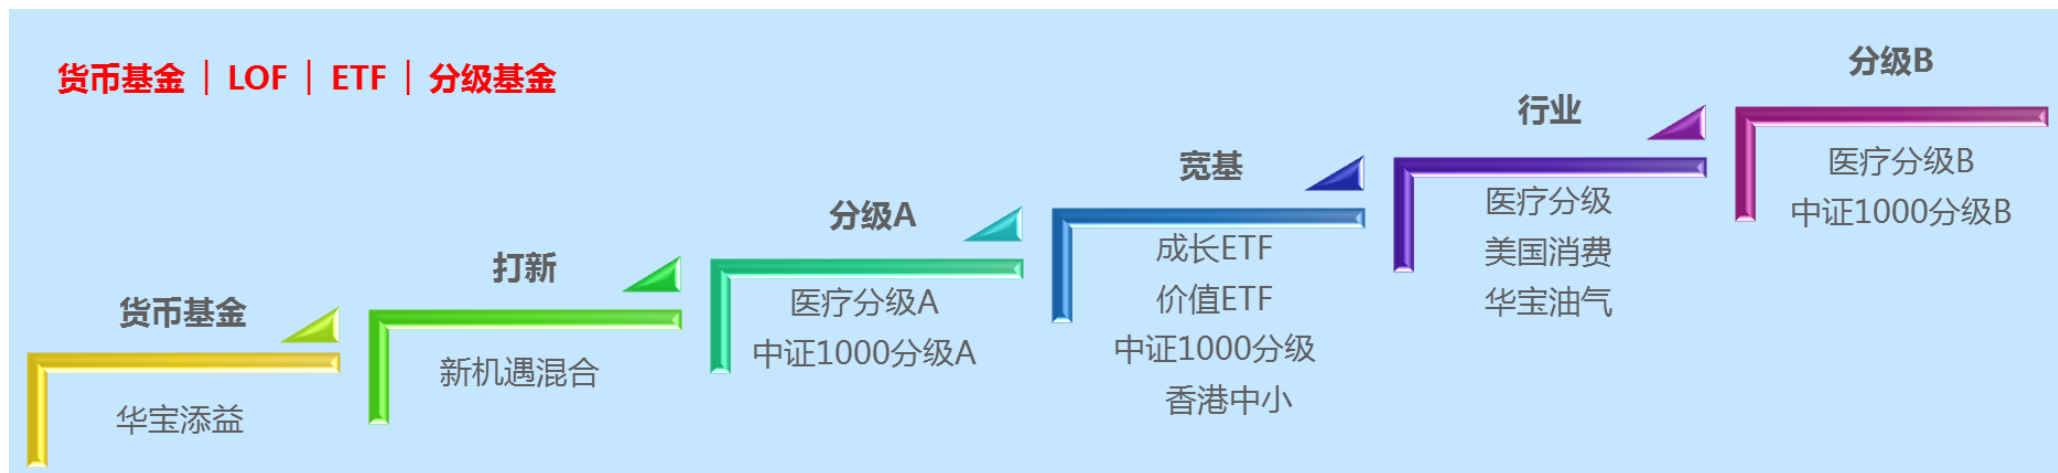 货币基金｜LOF｜ETF｜分级基金
货币基金
华宝添益
打新
新机遇混合
分级A
医疗分级A
中证1000分级A
宽基
成长ETF
价值ETF
中证1000分级
香港中小
行业
医疗分级
美国消费
华宝油气
分级B
医疗分级B
中证1000分级B